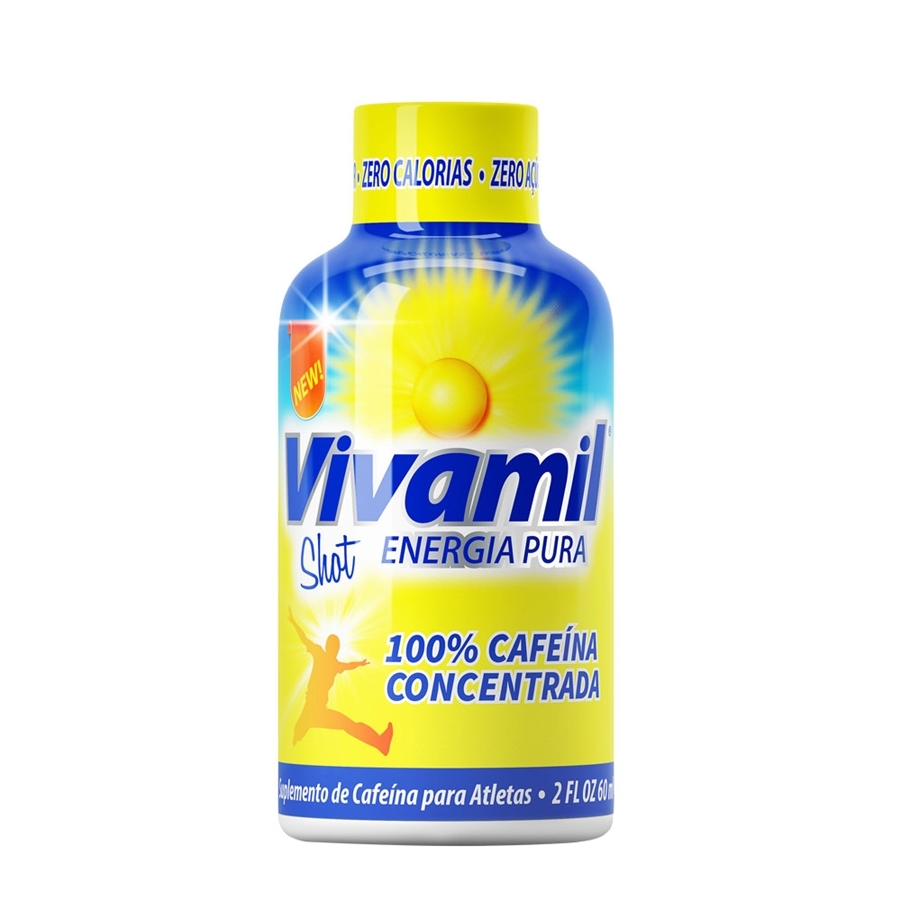 • ZERO CALORIAS • ZERO
NEW!
Vivamil®
Shot ENERGIA PURA
100% CAFEÍNA
CONCENTRADA
Suplemento de Cafeína para Atletas • 2 FL OZ 60 ml